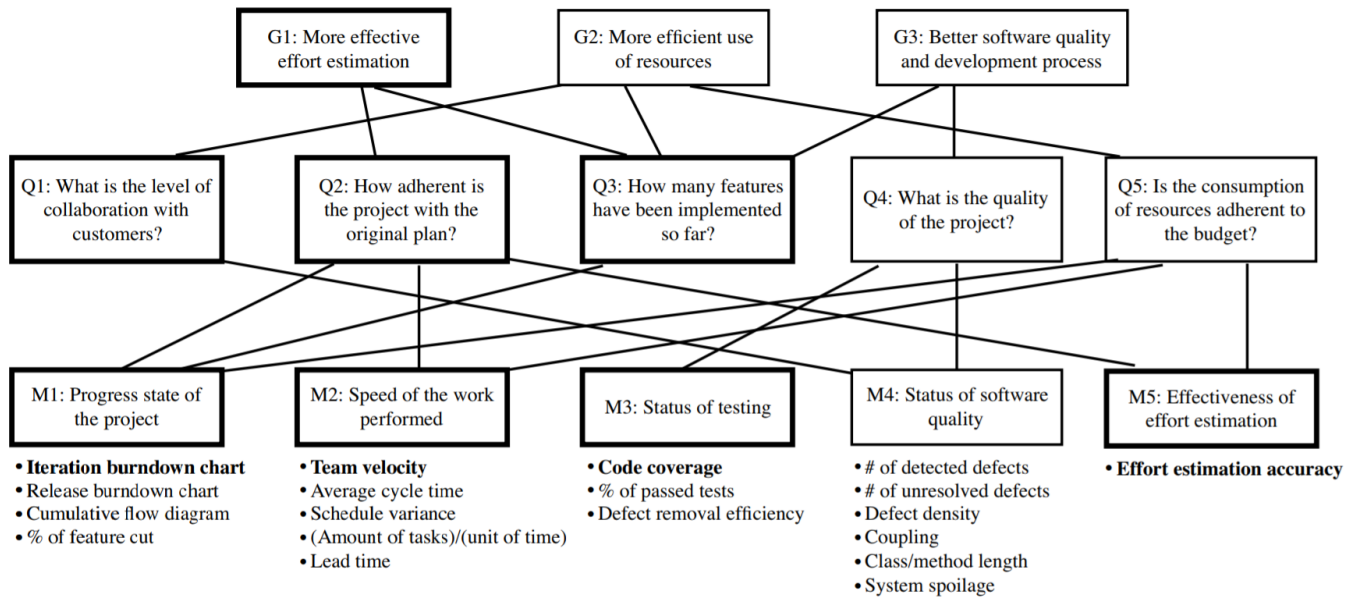 G1: More effective
effort estimation
G2: More efficient use
of resources
G3: Better software quality
and development process
Q1: What is the level of
collaboration with
customers?
Q2: How adherent is
the project with the
original plan?
Q3: How many features
have been implemented
so far?
Q4: What is the quality
of the project?
Q5: Is the consumption
of resources adherent to
the budget?
M1: Progress state of
the project
M2: Speed of the work
performed
M3: Status of testing
M4: Status of software
quality
M5: Effectiveness of
effort estimation
• Iteration burndown chart
• Release burndown chart
• Cumulative flow diagram
• % of feature cut
• Team velocity
• Average cycle time
• Schedule variance
• (Amount of tasks)/(unit of time)
• Lead time
• Code coverage
• % of passed tests
• Defect removal efficiency
• # of detected defects
• # of unresolved defects
• Defect density
• Coupling
• Class/method length
• System spoilage
• Effort estimation accuracy